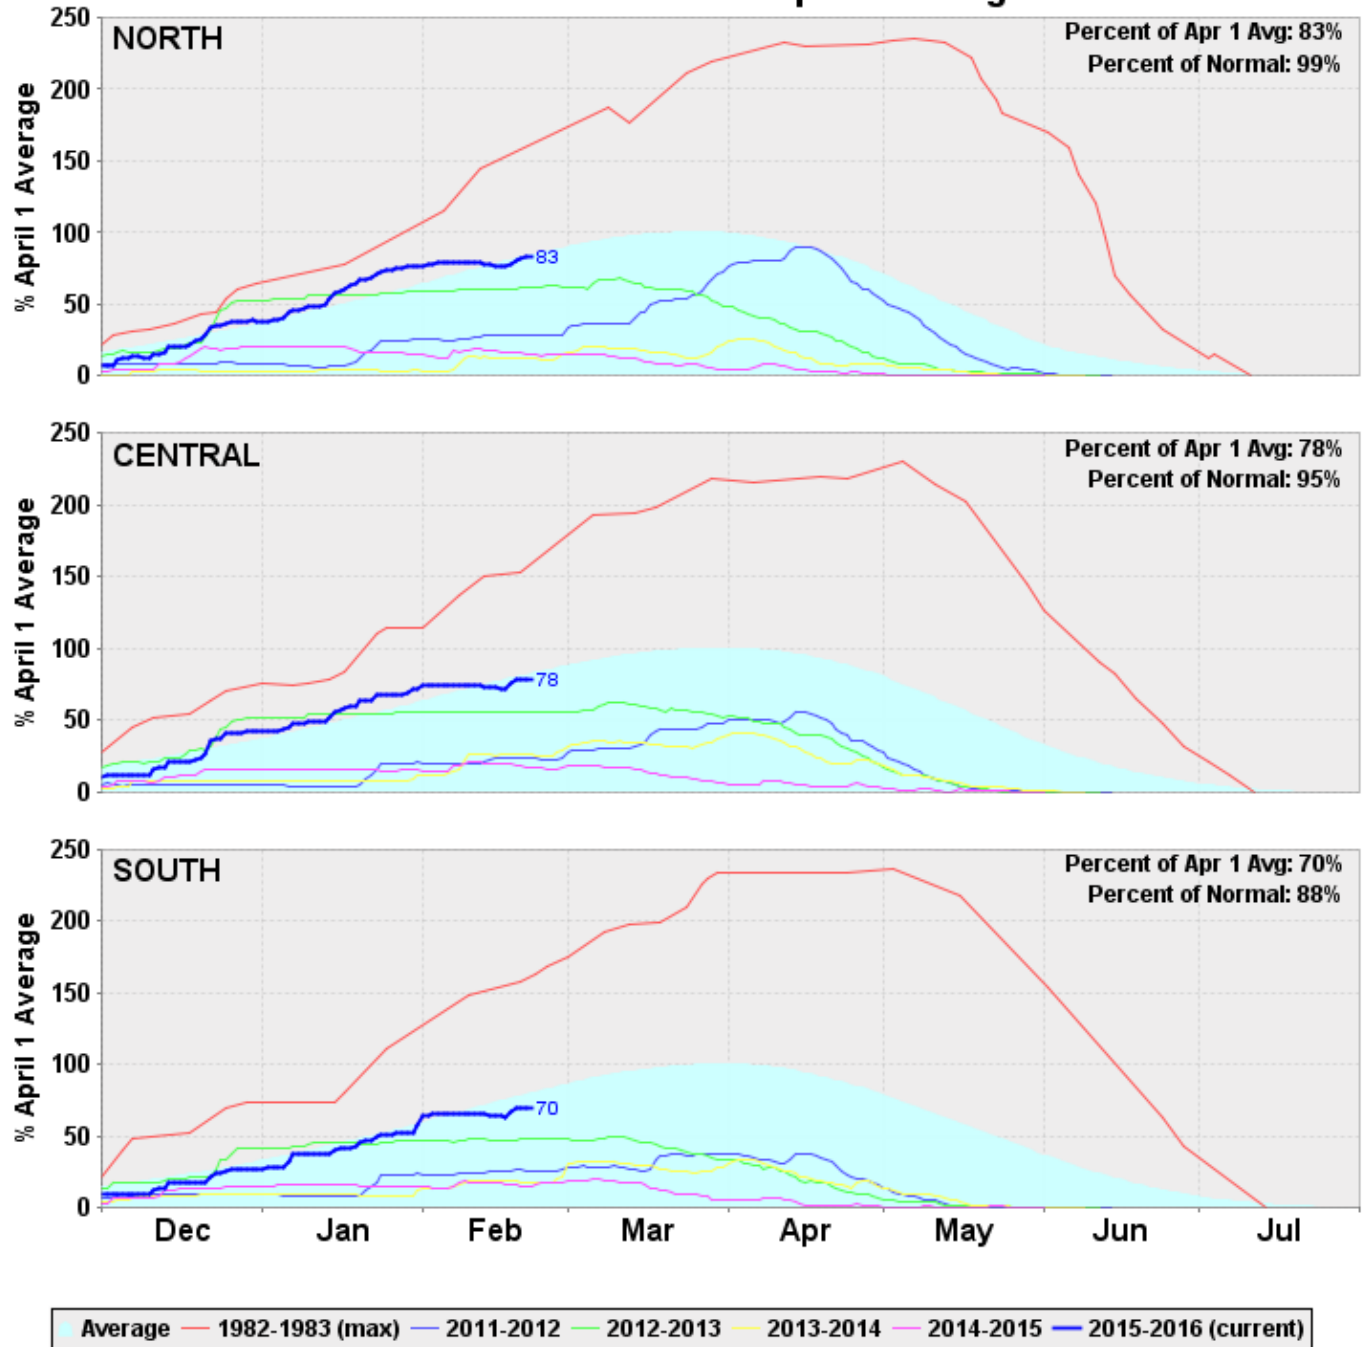 250
NORTH
Percent of Apr 1 Avg: 83%
Percent of Normal: 99%
200
150
100
50
0
% April 1 Average
83
250
CENTRAL
Percent of Apr 1 Avg: 78%
Percent of Normal: 95%
200
150
100
50
0
% April 1 Average
78
250
SOUTH
Percent of Apr 1 Avg: 70%
Percent of Normal: 88%
200
150
100
50
0
% April 1 Average
70
Dec Jan Feb Mar Apr May Jun Jul
Average 1982-1983 (max) 2011-2012 2012-2013 2013-2014 2014-2015 2015-2016 (current)